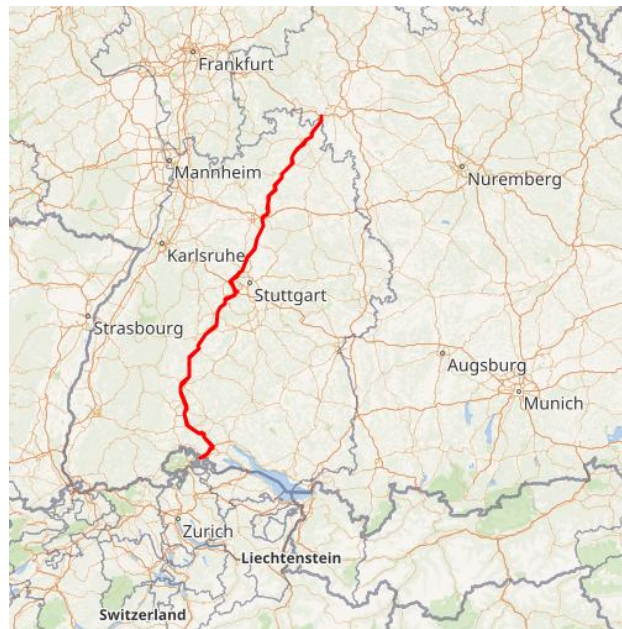 Frankfurt
Mannheim
Nuremberg
Karlsruhe
Stuttgart
Strasbourg
Augsburg
Munich
Zurich
Liechtenstein
Switzerland